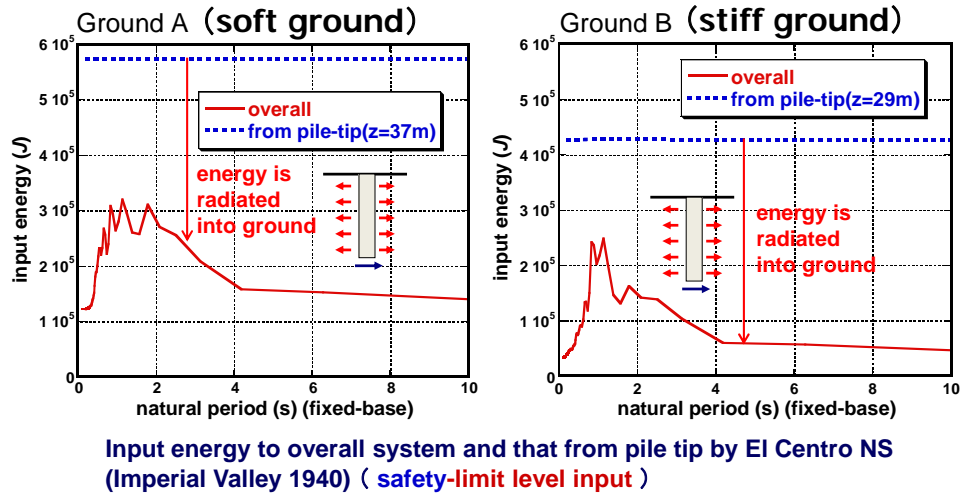 Ground A (soft ground)
6 10⁵
5 10⁵
4 10⁵
3 10⁵
2 10⁵
1 10⁵
0
input energy (J)
overall
from pile-tip(z=37m)
energy is
radiated
into ground
0 2 4 6 8 10
natural period (s) (fixed-base)
Ground B (stiff ground)
6 10⁵
5 10⁵
4 10⁵
3 10⁵
2 10⁵
1 10⁵
0
input energy (J)
overall
from pile-tip(z=29m)
energy is
radiated
into ground
0 2 4 6 8 10
natural period (s) (fixed-base)
Input energy to overall system and that from pile tip by El Centro NS
(Imperial Valley 1940) ( safety-limit level input )